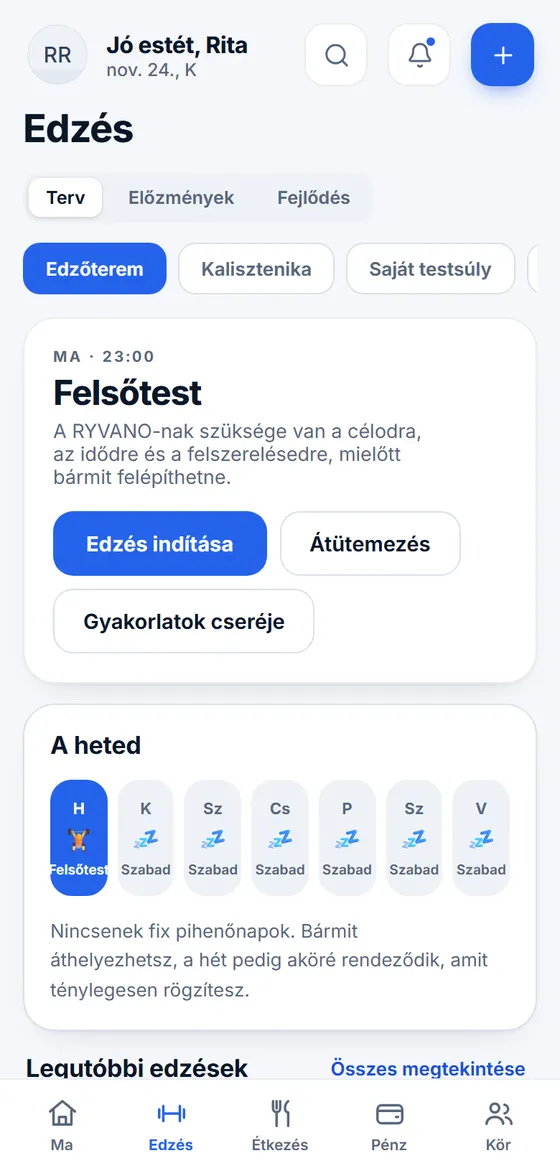 RR
Jó estét, Rita
nov. 24., K
Edzés
Terv
Előzmények
Fejlődés
Edzőterem
Kalisztenika
Saját testsúly
MA · 23:00
Felsőtest
A RYVANO-nak szüksége van a célodra,
az idődre és a felszerelésedre, mielőtt
bármit felépíthetne.
Edzés indítása
Átütemezés
Gyakorlatok cseréje
A heted
H
K
Sz
Cs
P
Sz
V
Felsőtest
Szabad
Szabad
Szabad
Szabad
Szabad
Szabad
Nincsenek fix pihenőnapok. Bármit
áthelyezhetsz, a hét pedig aköré rendeződik, amit
ténylegesen rögzítesz.
Legutóbbi edzések
Összes megtekintése
Ma
Edzés
Étkezés
Pénz
Kör